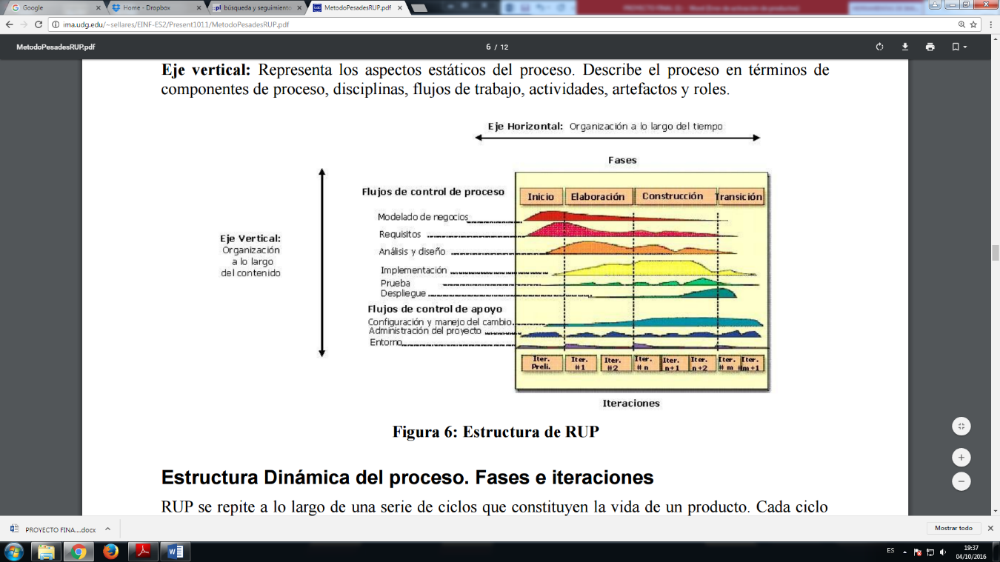 Google
Home - Dropbox
búsqueda y seguimiento
MetodoPesadesRUP.pdf
ima.udg.edu/~sellares/EINF-ES2/Present1011/MetodoPesadesRUP.pdf
MetodoPesadesRUP.pdf
6 / 12
Eje vertical: Representa los aspectos estáticos del proceso. Describe el proceso en términos de
componentes de proceso, disciplinas, flujos de trabajo, actividades, artefactos y roles.
Eje Horizontal: Organización a lo largo del tiempo
Fases
Flujos de control de proceso
Inicio
Elaboración
Construcción
Transición
Modelado de negocios
Requisitos
Análisis y diseño
Implementación
Prueba
Despliegue
Eje Vertical:
Organización
a lo largo
del contenido
Flujos de control de apoyo
Configuración y manejo del cambio
Administración del proyecto
Entorno
Iter.
Preli.
Iter.
#1
Iter.
#2
Iter.
# n
Iter.
n+1
Iter.
n+2
Iter.
# m
Iter.
#m+1
Iteraciones
Figura 6: Estructura de RUP
Estructura Dinámica del proceso. Fases e iteraciones
RUP se repite a lo largo de una serie de ciclos que constituyen la vida de un producto. Cada ciclo
PROYECTO FINA....docx
Mostrar todo
ES
19:37
04/10/2016